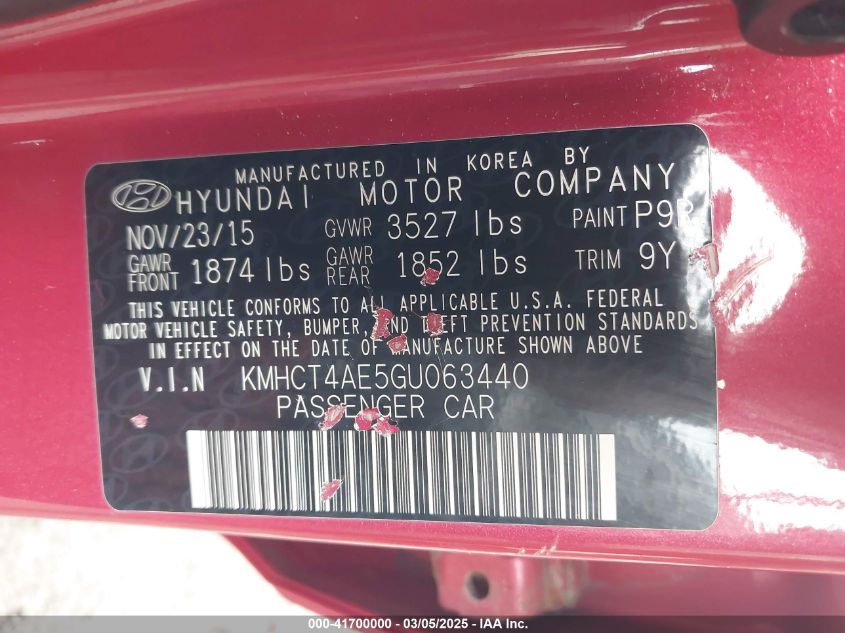 MANUFACTURED IN KOREA BY
HYUNDAI MOTOR COMPANY
NOV/23/15 GVWR 3527 lbs PAINT P9R
GAWR FRONT 1874 lbs GAWR REAR 1852 lbs TRIM 9Y
THIS VEHICLE CONFORMS TO ALL APPLICABLE U.S.A. FEDERAL
MOTOR VEHICLE SAFETY, BUMPER, AND THEFT PREVENTION STANDARDS
IN EFFECT ON THE DATE OF MANUFACTURE SHOWN ABOVE
V.I.N KMHCT4AE5GU063440
PASSENGER CAR
000-41700000 - 03/05/2025 - IAA Inc.